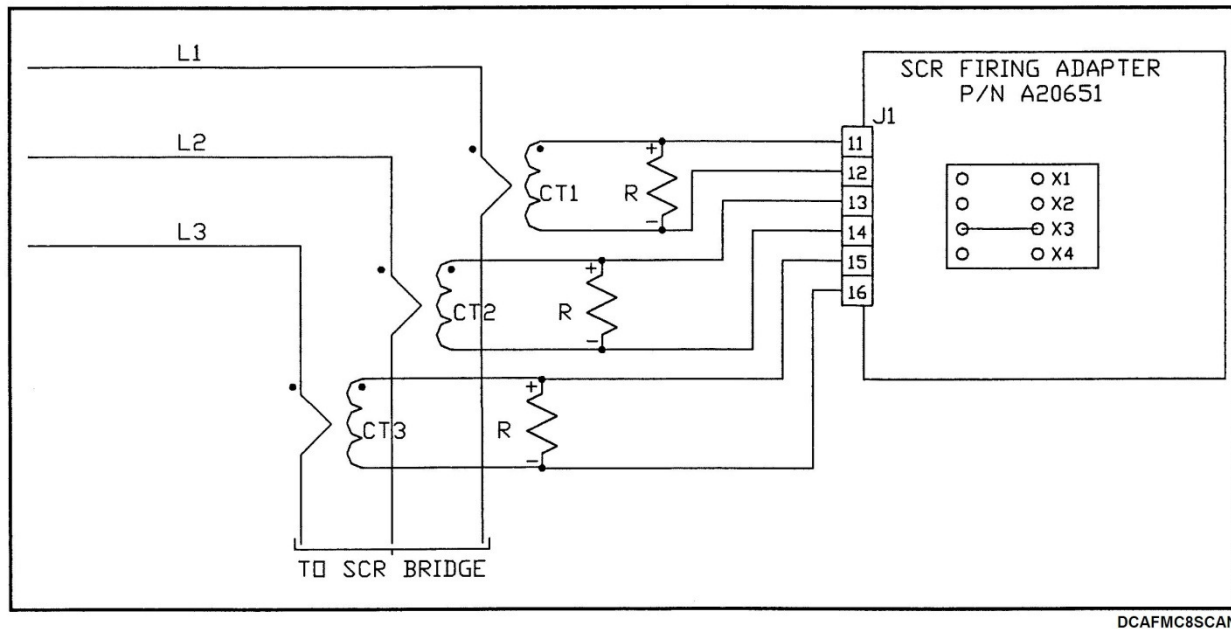 L1
L2
L3
CT1
R
+
-
CT2
R
+
-
CT3
R
+
-
TO SCR BRIDGE
SCR FIRING ADAPTER
P/N A20651
J1
11
12
13
14
15
16
X1
X2
X3
X4
DCAFMC8SCAN